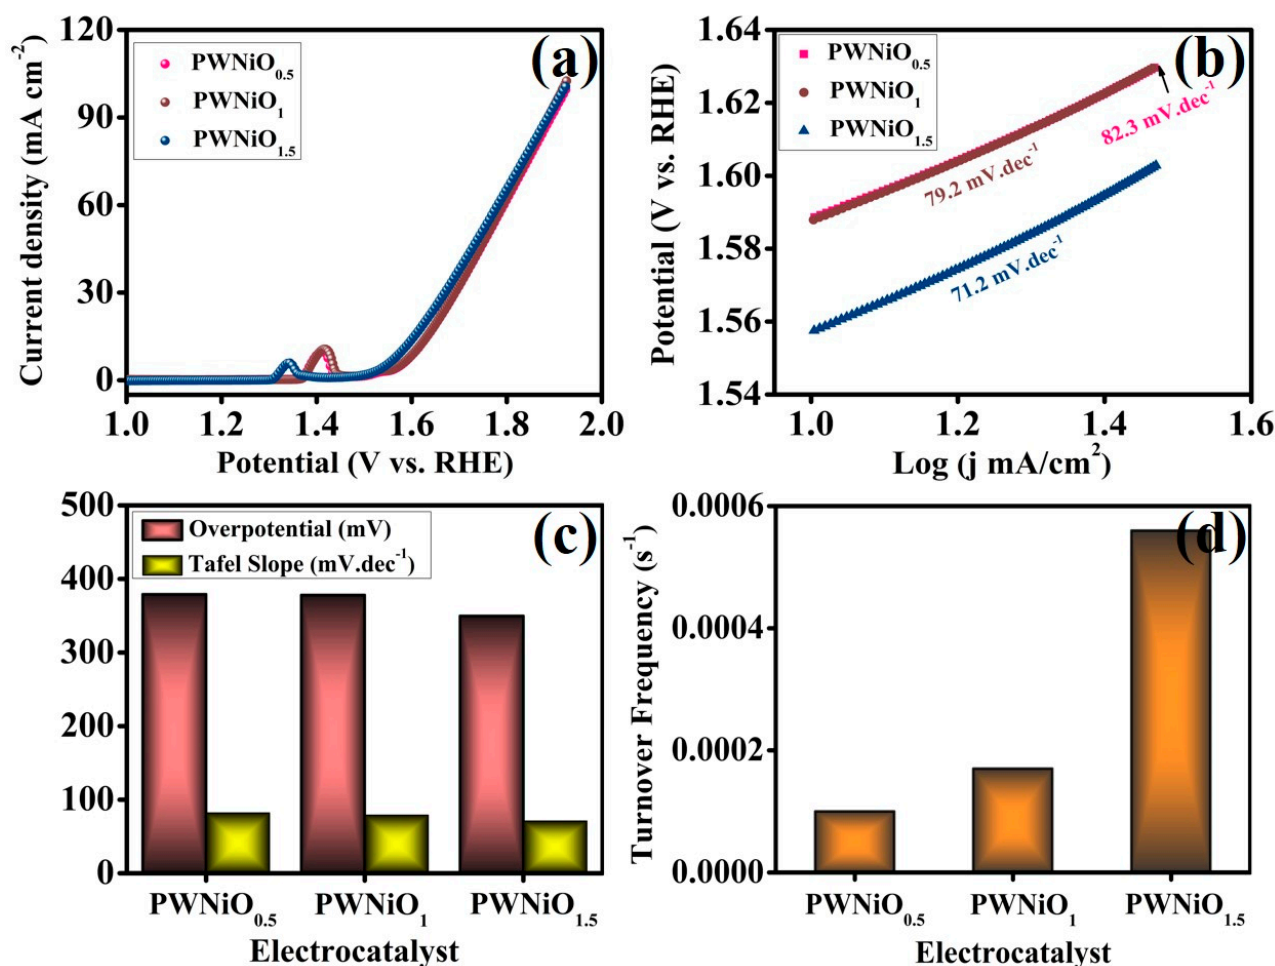 (a)
120
90
60
30
0
Current density (mA cm⁻²)
PWNiO₀.₅
PWNiO₁
PWNiO₁.₅
1.0 1.2 1.4 1.6 1.8 2.0
Potential (V vs. RHE)
(b)
1.64
1.62
1.60
1.58
1.56
1.54
Potential (V vs. RHE)
PWNiO₀.₅
PWNiO₁
PWNiO₁.₅
82.3 mV.dec⁻¹
79.2 mV.dec⁻¹
71.2 mV.dec⁻¹
1.0 1.2 1.4 1.6
Log (j mA/cm²)
(c)
500
400
300
200
100
0
Overpotential (mV)
Tafel Slope (mV.dec⁻¹)
PWNiO₀.₅ PWNiO₁ PWNiO₁.₅
Electrocatalyst
(d)
0.0006
0.0004
0.0002
0.0000
Turnover Frequency (s⁻¹)
PWNiO₀.₅ PWNiO₁ PWNiO₁.₅
Electrocatalyst